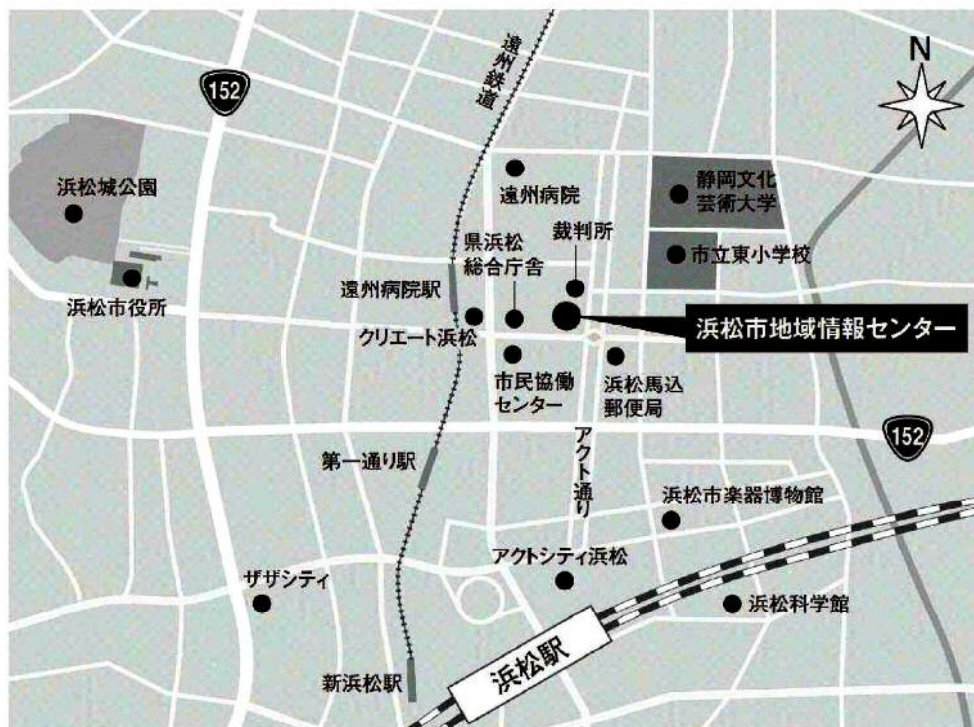 N
遠州鉄道
152
浜松城公園
遠州病院
静岡文化
芸術大学
裁判所
県浜松
総合庁舎
市立東小学校
浜松市役所
遠州病院駅
クリエート浜松
浜松市地域情報センター
市民協働
センター
浜松馬込
郵便局
152
アクト通り
第一通り駅
浜松市楽器博物館
アクトシティ浜松
ザザシティ
浜松科学館
浜松駅
新浜松駅